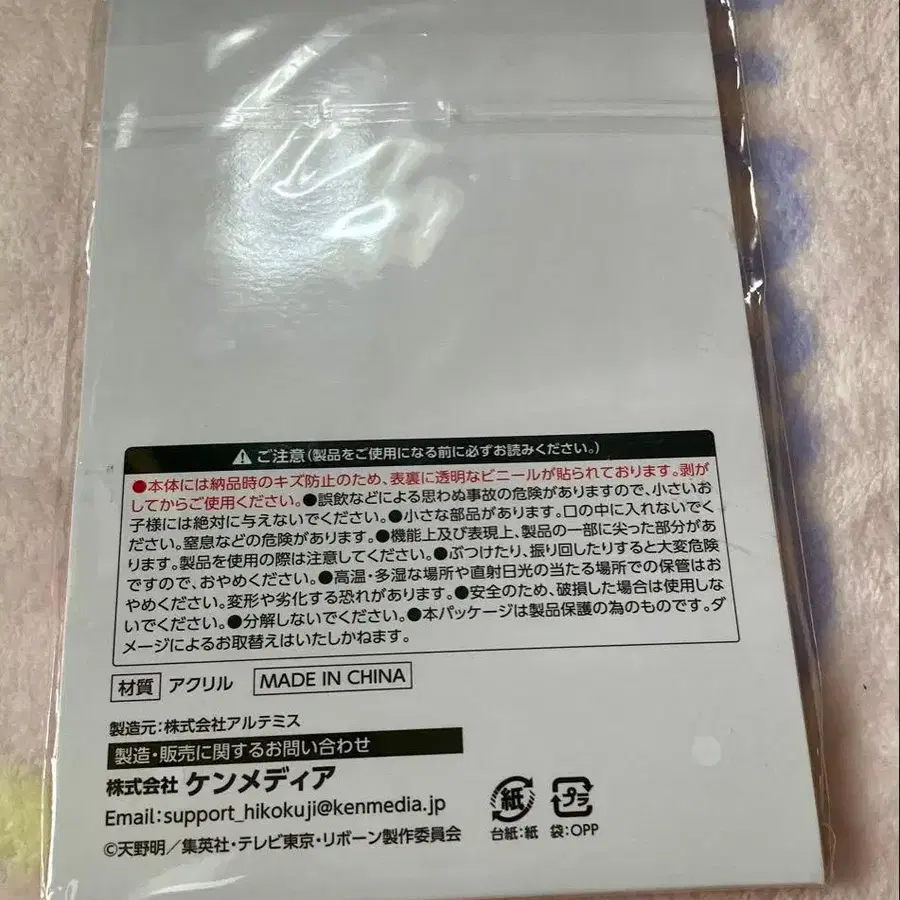 ご注意(製品をご使用になる前に必ずお読みください。)
●本体には納品時のキズ防止のため、表裏に透明なビニールが貼られております。剥が
してからご使用ください。●誤飲などによる思わぬ事故の危険がありますので、小さいお
子様には絶対に与えないでください。●小さな部品があります。口の中に入れないでく
ださい。窒息などの危険があります。●機能上及び表現上、製品の一部に尖った部分があ
ります。製品を使用の際は注意してください。●ぶつけたり、振り回したりすると大変危険
ですので、おやめください。●高温・多湿な場所や直射日光の当たる場所での保管はお
やめください。変形や劣化する恐れがあります。●安全のため、破損した場合は使用しな
いでください。●分解しないでください。●本パッケージは製品保護の為のものです。ダ
メージによるお取替えはいたしかねます。
材質 アクリル MADE IN CHINA
製造元:株式会社アルテミス
製造・販売に関するお問い合わせ
株式会社 ケンメディア
Email:support_hikokuji@kenmedia.jp
©天野明/集英社・テレビ東京・リボーン製作委員会
紙 プラ
台紙:紙 袋:OPP